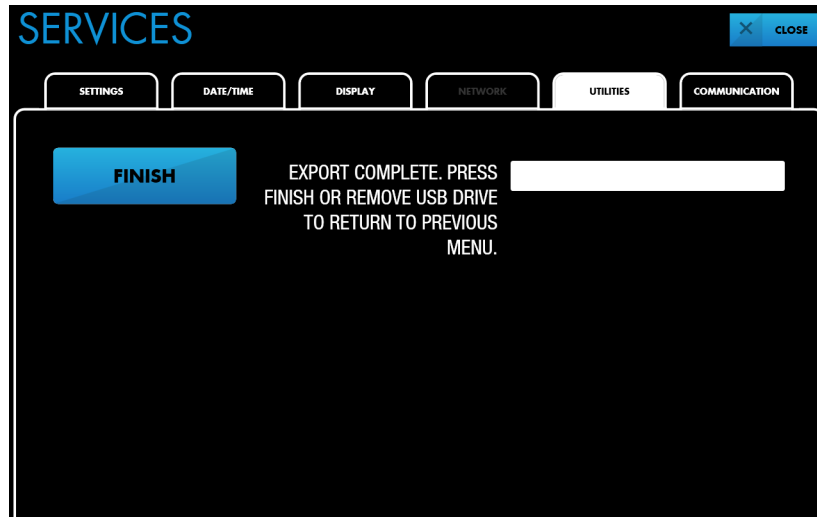 SERVICES
CLOSE
SETTINGS
DATE/TIME
DISPLAY
NETWORK
UTILITIES
COMMUNICATION
FINISH
EXPORT COMPLETE. PRESS
FINISH OR REMOVE USB DRIVE
TO RETURN TO PREVIOUS
MENU.